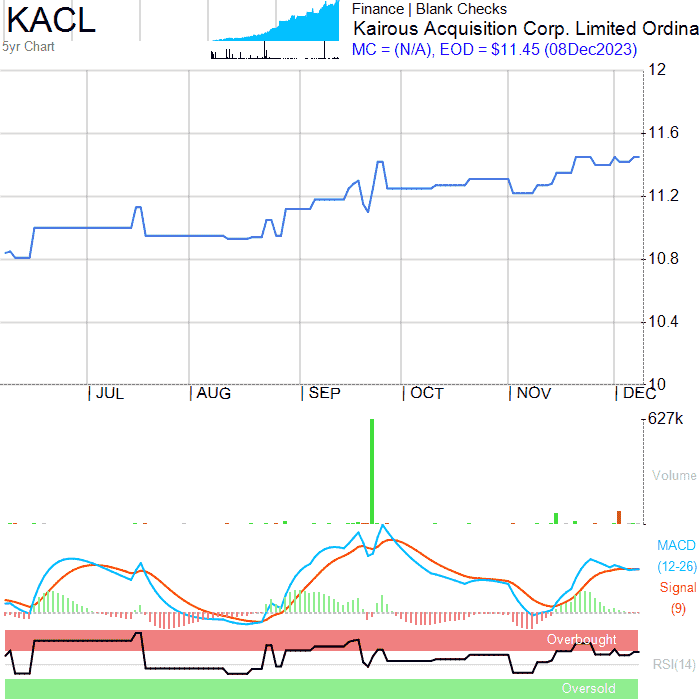 KACL
5yr Chart
Finance | Blank Checks
Kairous Acquisition Corp. Limited Ordina
MC = (N/A), EOD = $11.45 (08Dec2023)
12
11.6
11.2
10.8
10.4
10
JUL AUG SEP OCT NOV DEC
627k
Volume
MACD
(12-26)
Signal
(9)
Overbought
RSI(14)
Oversold